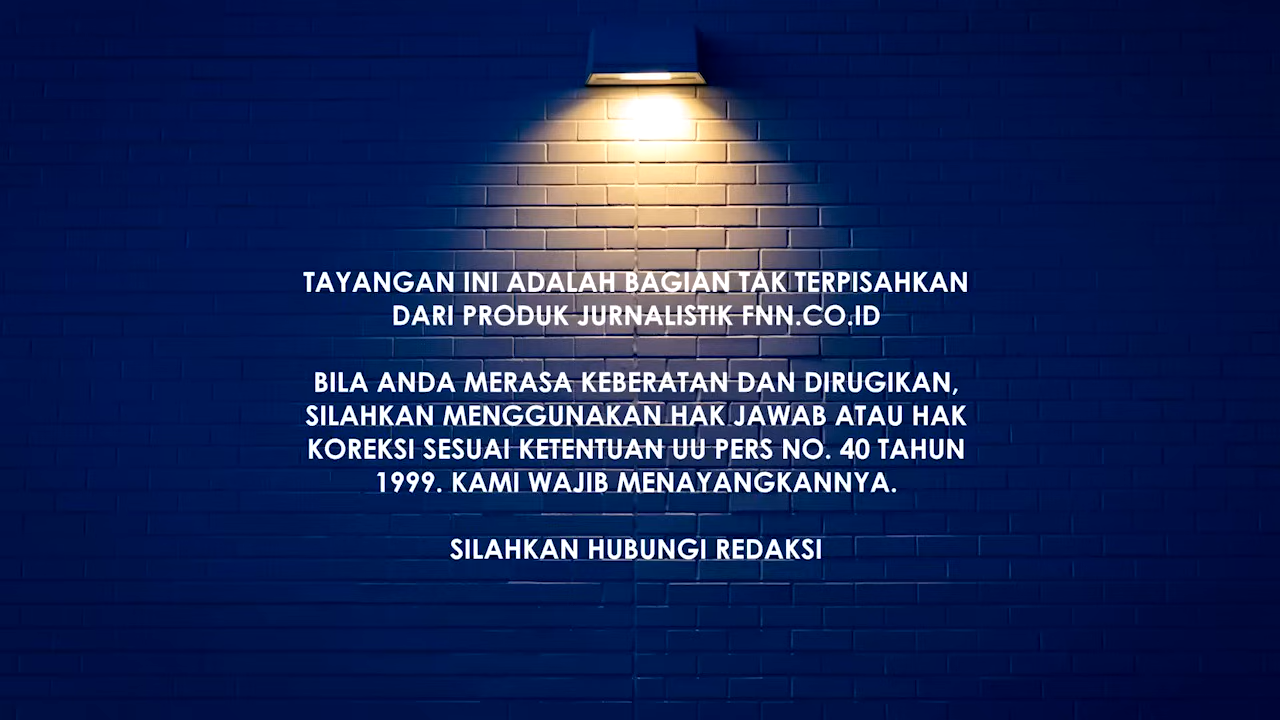 TAYANGAN INI ADALAH BAGIAN TAK TERPISAHKAN
DARI PRODUK JURNALISTIK FNN.CO.ID
BILA ANDA MERASA KEBERATAN DAN DIRUGIKAN,
SILAHKAN MENGGUNAKAN HAK JAWAB ATAU HAK
KOREKSI SESUAI KETENTUAN UU PERS NO. 40 TAHUN
1999. KAMI WAJIB MENAYANGKANNYA.
SILAHKAN HUBUNGI REDAKSI